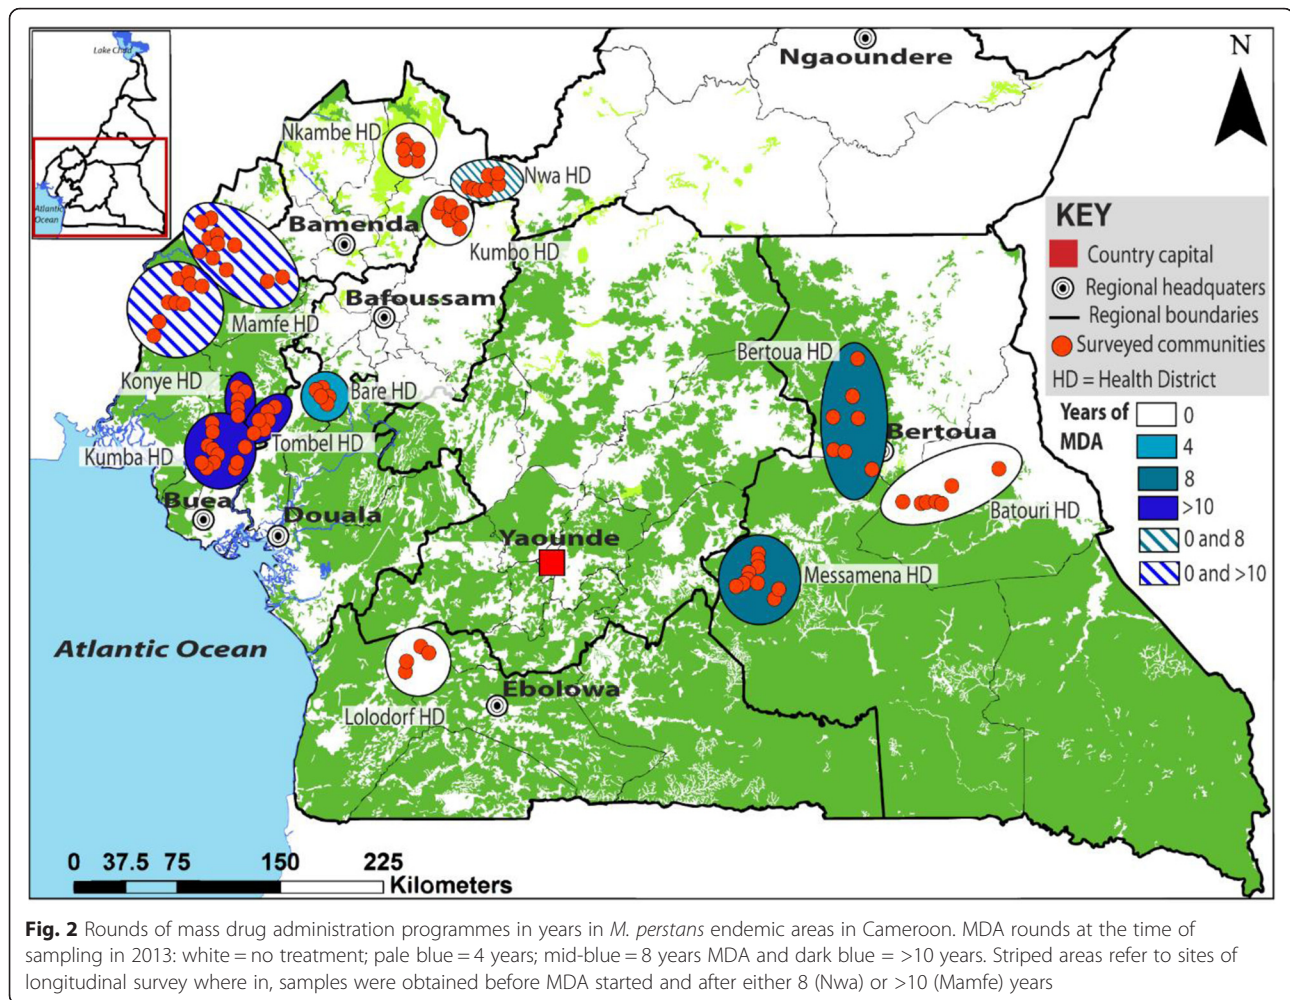 Lake Chad
Atlantic
Ocean
Ngaoundere
N
Nkambe HD
Nwa HD
Bamenda
Kumbo HD
Bafoussam
Mamfe HD
Konye HD
Bare HD
Kumba HD
Tombel HD
Buea
Douala
Bertoua HD
Bertoua
Batouri HD
Yaounde
Messamena HD
Atlantic Ocean
Ebolowa
Lolodorf HD
KEY
Country capital
Regional headquaters
Regional boundaries
Surveyed communities
HD = Health District
Years of
MDA
0
4
8
>10
0 and 8
0 and >10
0 37.5 75 150 225
Kilometers
Fig. 2 Rounds of mass drug administration programmes in years in M. perstans endemic areas in Cameroon. MDA rounds at the time of
sampling in 2013: white = no treatment; pale blue = 4 years; mid-blue = 8 years MDA and dark blue = >10 years. Striped areas refer to sites of
longitudinal survey where in, samples were obtained before MDA started and after either 8 (Nwa) or >10 (Mamfe) years